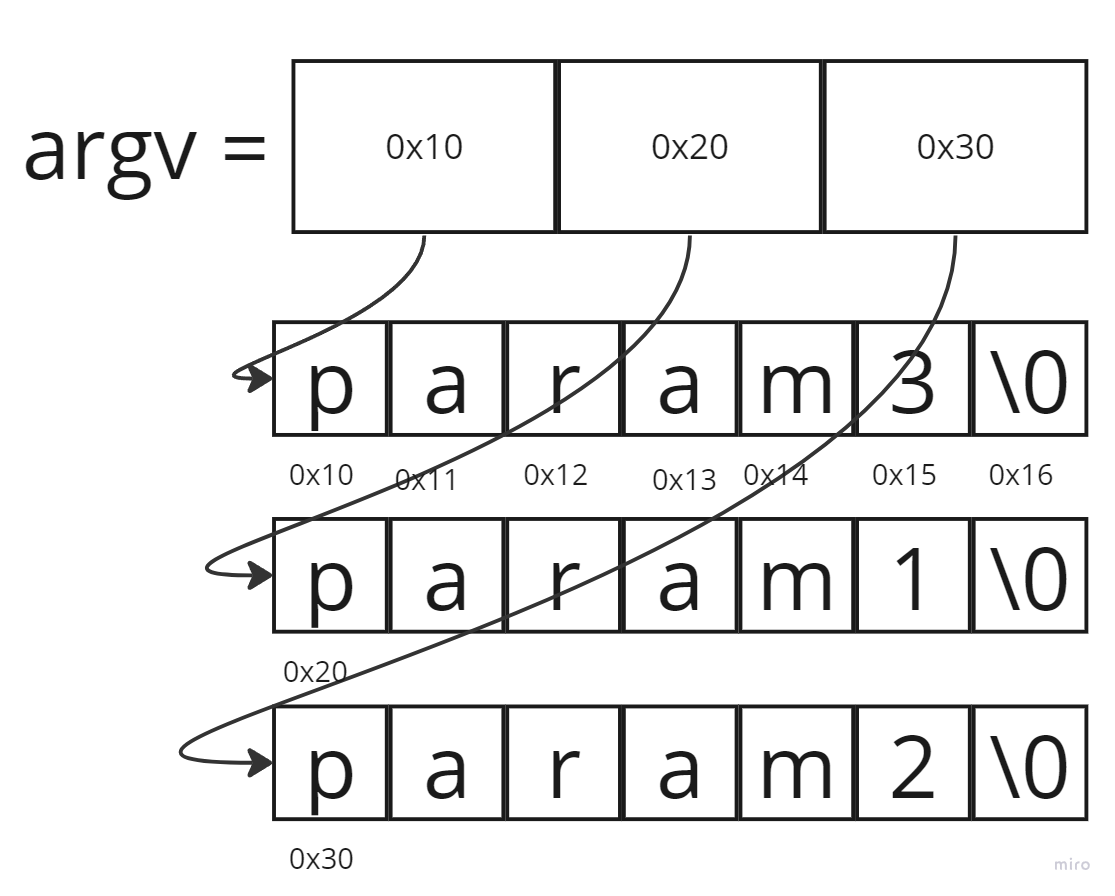 argv = 0x10 0x20 0x30
p a r a m 3 \0
0x10 0x11 0x12 0x13 0x14 0x15 0x16
p a r a m 1 \0
0x20
p a r a m 2 \0
0x30
miro